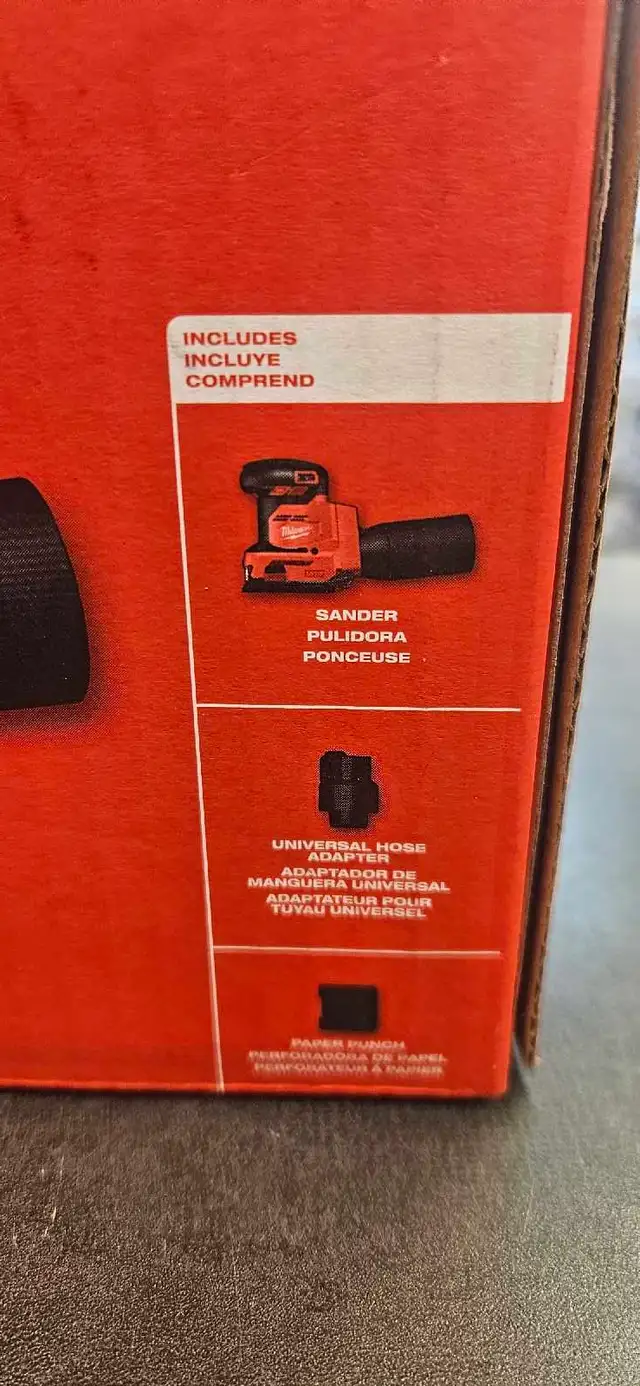 INCLUDES
INCLUYE
COMPREND
Milwaukee
SANDER
PULIDORA
PONCEUSE
UNIVERSAL HOSE
ADAPTER
ADAPTADOR DE
MANGUERA UNIVERSAL
ADAPTATEUR POUR
TUYAU UNIVERSEL
PAPER PUNCH
PERFORADORA DE PAPEL
PERFORATEUR À PAPIER